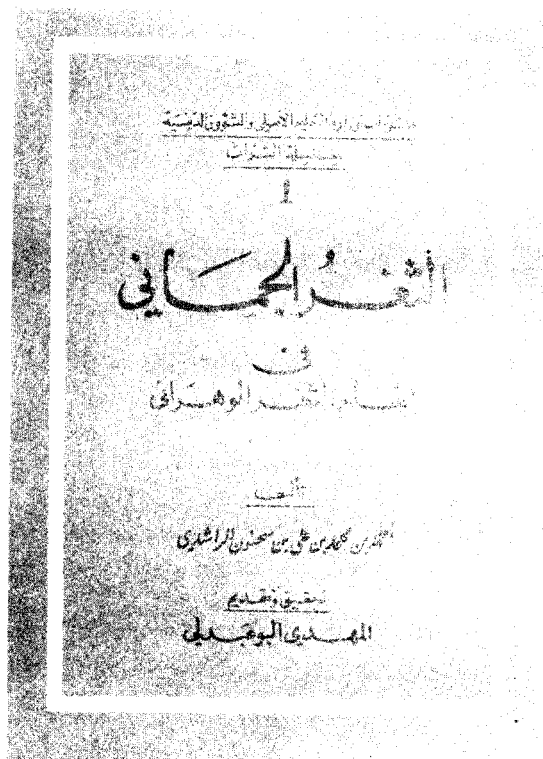 منشورات وزارة التعليم الأصلي والشؤون الدينية
سلسلة التراث
1
الثغرُ الجماني
في
ابتسام الثغر الوهراني
تأليف
أحمد بن محمد بن علي بن سحنون الراشدي
تحقيق وتقديم
المهدي البوعبدلي